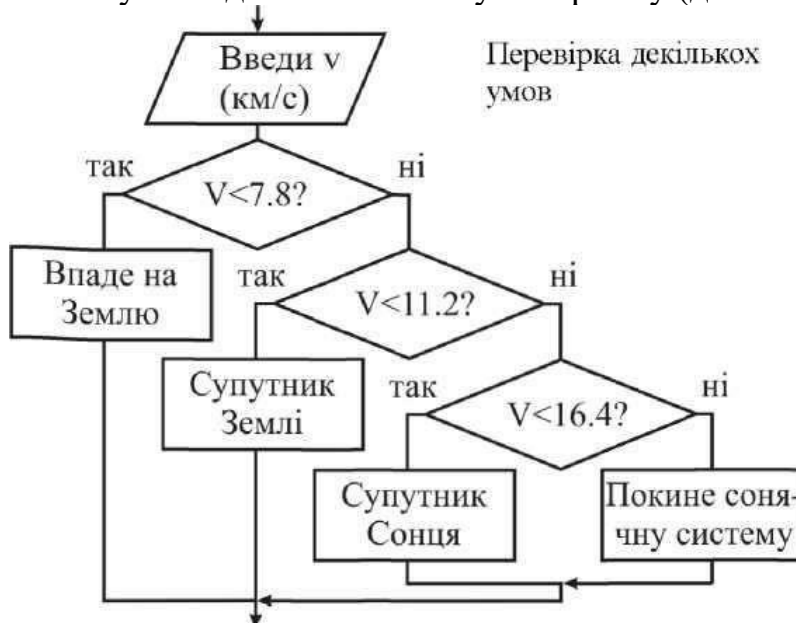 Введи v
(км/с)
Перевірка декількох
умов
так
ні
V<7.8?
Впаде на
Землю
так
ні
V<11.2?
Супутник
Землі
так
ні
V<16.4?
Супутник
Сонця
Покине соня-
чну систему